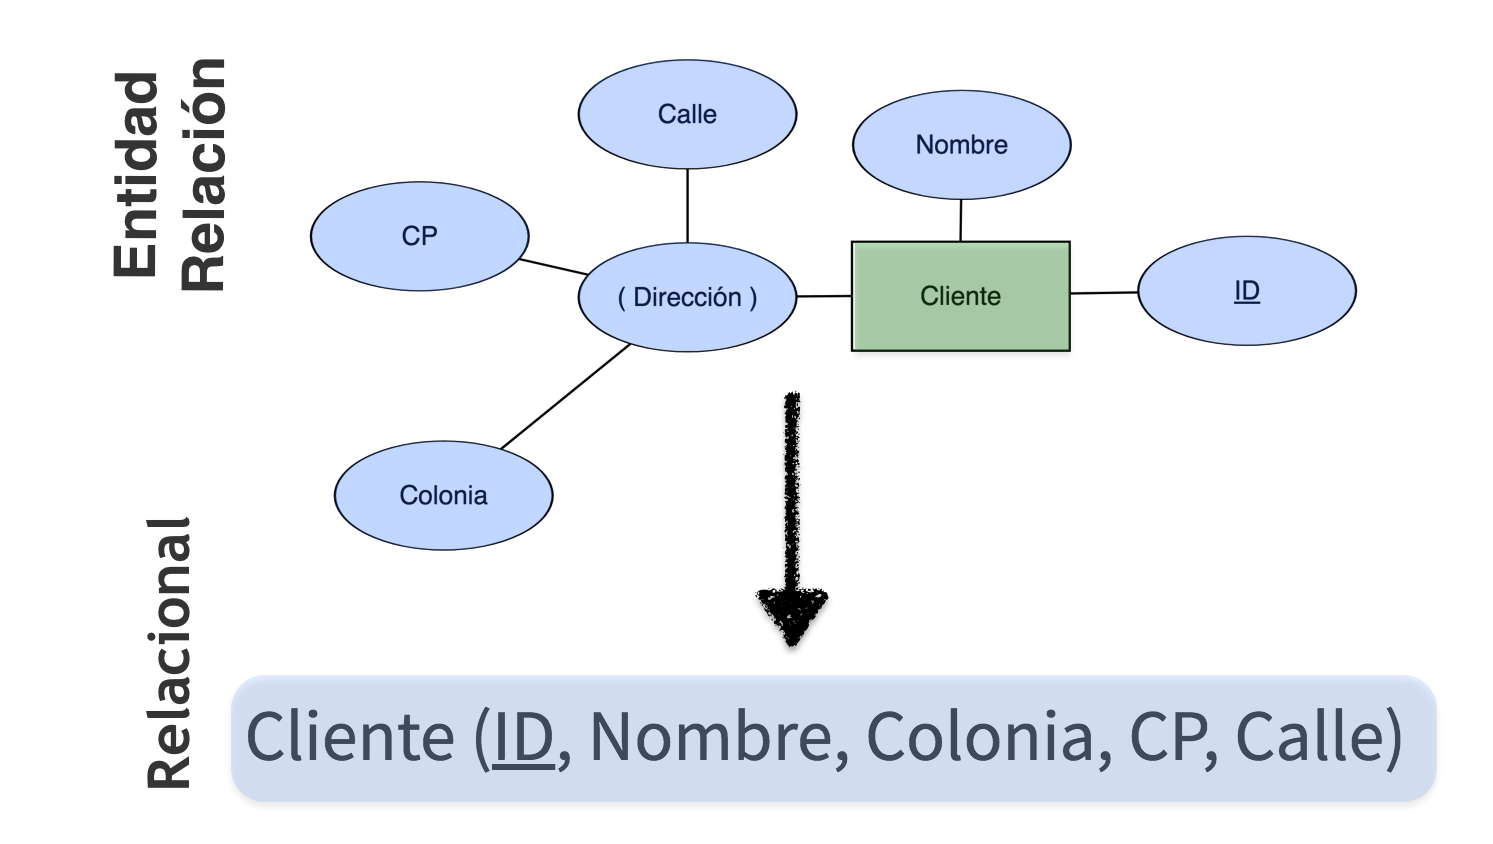 Entidad
Relación
Calle
Nombre
CP
( Dirección )
Cliente
ID
Colonia
Relacional
Cliente (ID, Nombre, Colonia, CP, Calle)